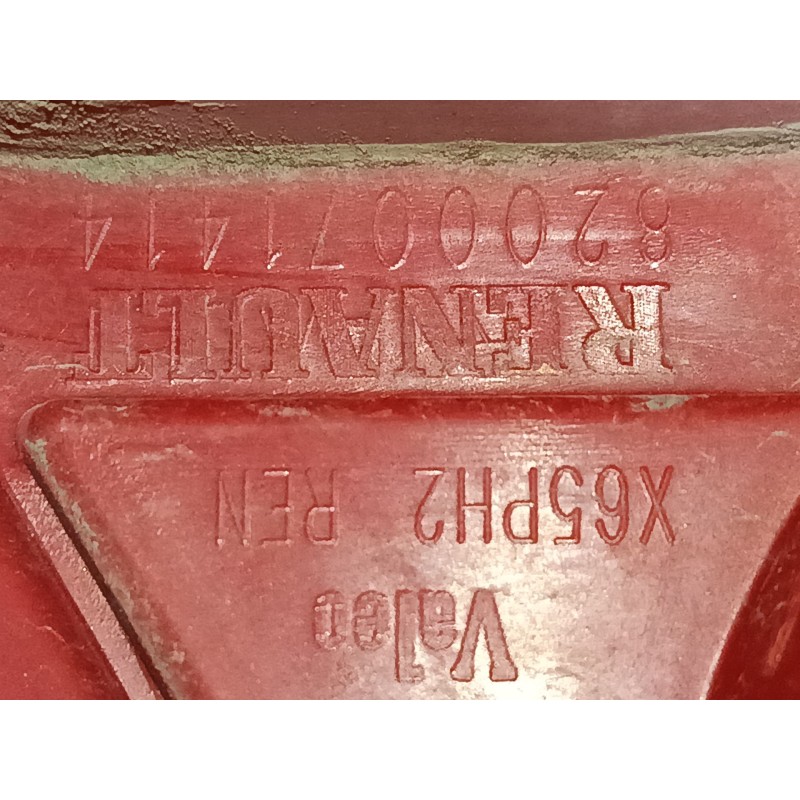 Valeo
X65PH2 REN
RENAULT
8200071414